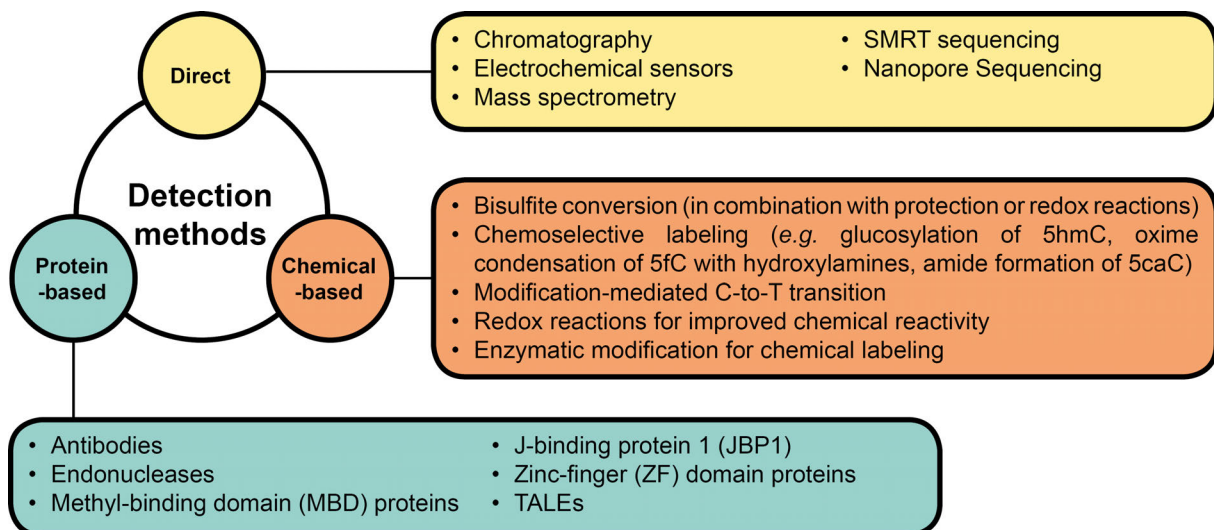 Direct
• Chromatography
• Electrochemical sensors
• Mass spectrometry
• SMRT sequencing
• Nanopore Sequencing
Detection
methods
Protein
-based
Chemical
-based
• Bisulfite conversion (in combination with protection or redox reactions)
• Chemoselective labeling (e.g. glucosylation of 5hmC, oxime
condensation of 5fC with hydroxylamines, amide formation of 5caC)
• Modification-mediated C-to-T transition
• Redox reactions for improved chemical reactivity
• Enzymatic modification for chemical labeling
• Antibodies
• Endonucleases
• Methyl-binding domain (MBD) proteins
• J-binding protein 1 (JBP1)
• Zinc-finger (ZF) domain proteins
• TALEs